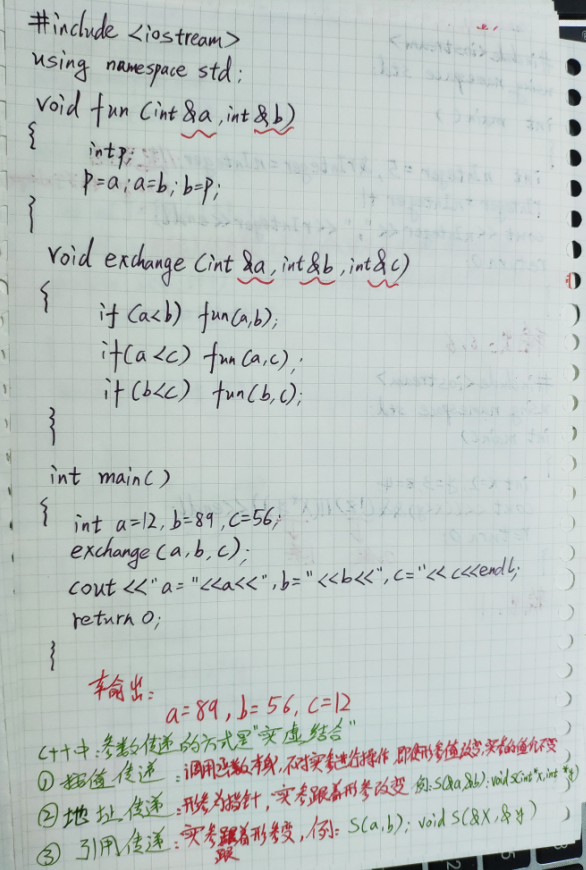 #include <iostream>
using namespace std;
void fun (int &a, int &b)
{
int p;
p=a; a=b; b=p;
}
void exchange (int &a, int &b, int &c)
{
if (a<b) fun(a,b);
if(a<c) fun(a,c);
if (b<c) fun(b,c);
}
int main()
{
int a=12, b=89, c=56;
exchange (a,b,c);
cout <<"a="<<a<<",b="<<b<<",c="<<c<<endl;
return 0;
}
输出:
a=89, b=56, c=12
C++中:参数传递的方式是"实虚结合"
① 按值传递:调用函数本身,不对实参进行操作,即使形参值改变,实参的值也不变
② 地址传递:形参为指针,实参跟着形参改变 例:S(&a,&b); void S(int *x, int *y)
③ 引用传递:实参跟着形参变,例:S(a,b); void S(&x,&y)
跟